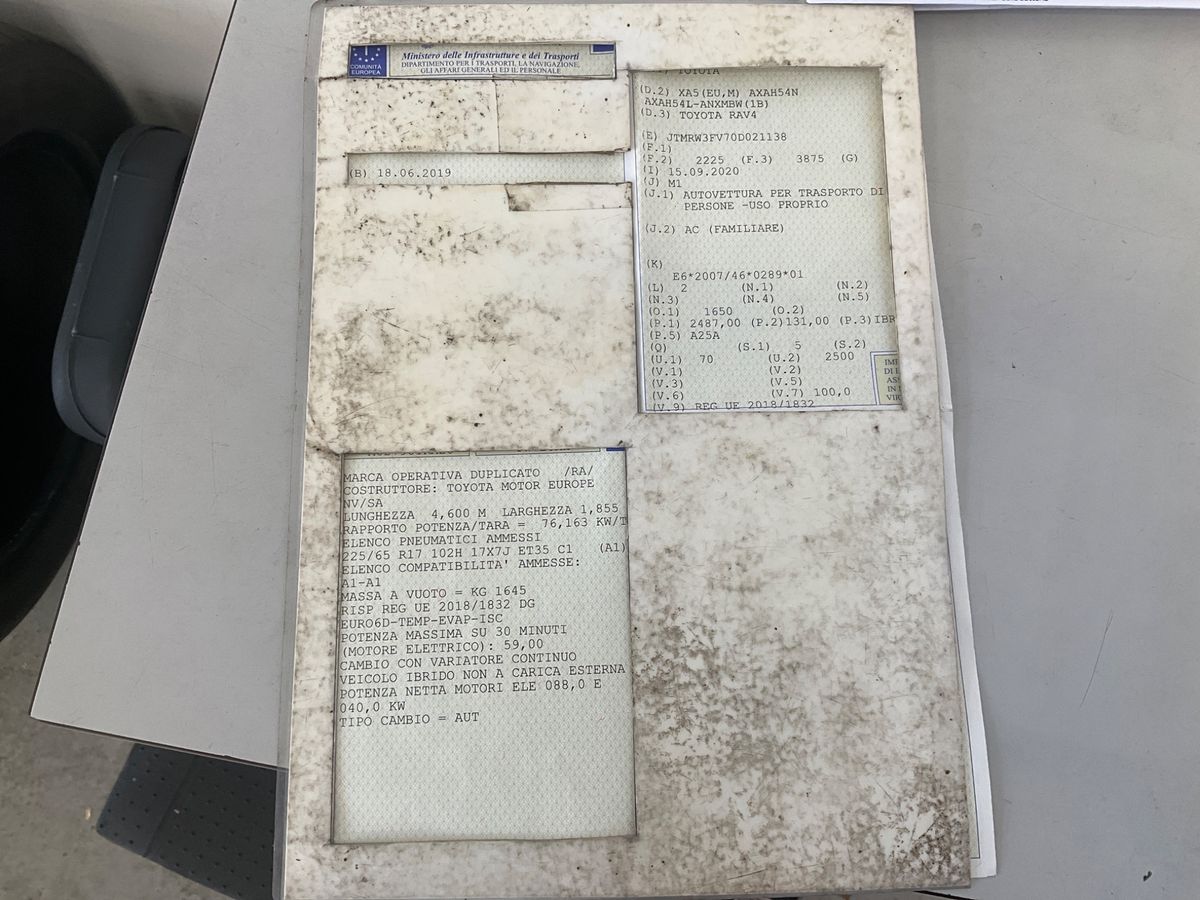 COMUNITÀ
EUROPEA
Ministero delle Infrastrutture e dei Trasporti
DIPARTIMENTO PER I TRASPORTI, LA NAVIGAZIONE,
GLI AFFARI GENERALI ED IL PERSONALE
(B) 18.06.2019
TOYOTA
(D.2) XA5(EU,M) AXAH54N
AXAH54L-ANXMBW(1B)
(D.3) TOYOTA RAV4
(E) JTMRW3FV70D021138
(F.1)
(F.2) 2225 (F.3) 3875 (G)
(I) 15.09.2020
(J) M1
(J.1) AUTOVETTURA PER TRASPORTO DI
PERSONE -USO PROPRIO
(J.2) AC (FAMILIARE)
(K)
E6*2007/46*0289*01
(L) 2 (N.1) (N.2)
(N.3) (N.4) (N.5)
(O.1) 1650 (O.2)
(P.1) 2487,00 (P.2)131,00 (P.3)IBR
(P.5) A25A
(Q) (S.1) 5 (S.2)
(U.1) 70 (U.2) 2500
(V.1) (V.2)
(V.3) (V.5)
(V.6) (V.7) 100,0
(V.9) REG UE 2018/1832
MARCA OPERATIVA DUPLICATO /RA/
COSTRUTTORE: TOYOTA MOTOR EUROPE
NV/SA
LUNGHEZZA 4,600 M LARGHEZZA 1,855
RAPPORTO POTENZA/TARA = 76,163 KW/T
ELENCO PNEUMATICI AMMESSI
225/65 R17 102H 17X7J ET35 C1 (A1)
ELENCO COMPATIBILITA' AMMESSE:
A1-A1
MASSA A VUOTO = KG 1645
RISP REG UE 2018/1832 DG
EURO6D-TEMP-EVAP-ISC
POTENZA MASSIMA SU 30 MINUTI
(MOTORE ELETTRICO): 59,00
CAMBIO CON VARIATORE CONTINUO
VEICOLO IBRIDO NON A CARICA ESTERNA
POTENZA NETTA MOTORI ELE 088,0 E
040,0 KW
TIPO CAMBIO = AUT